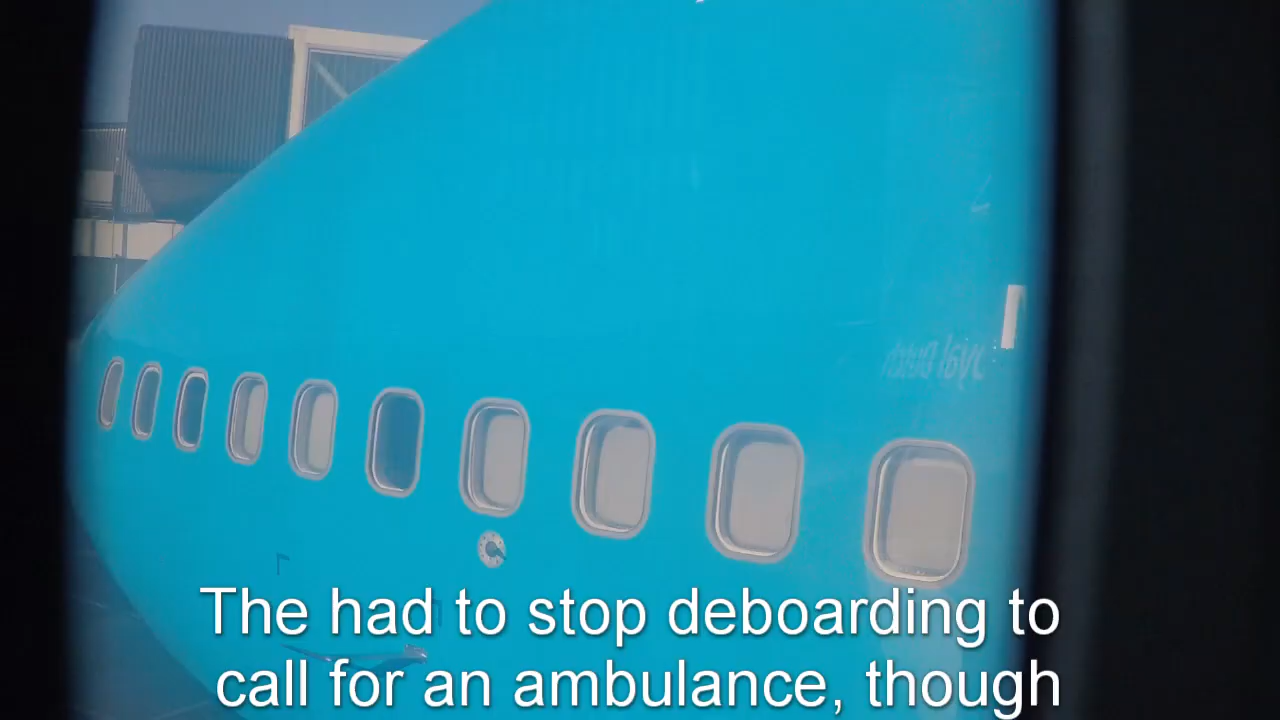 The had to stop deboarding to
call for an ambulance, though